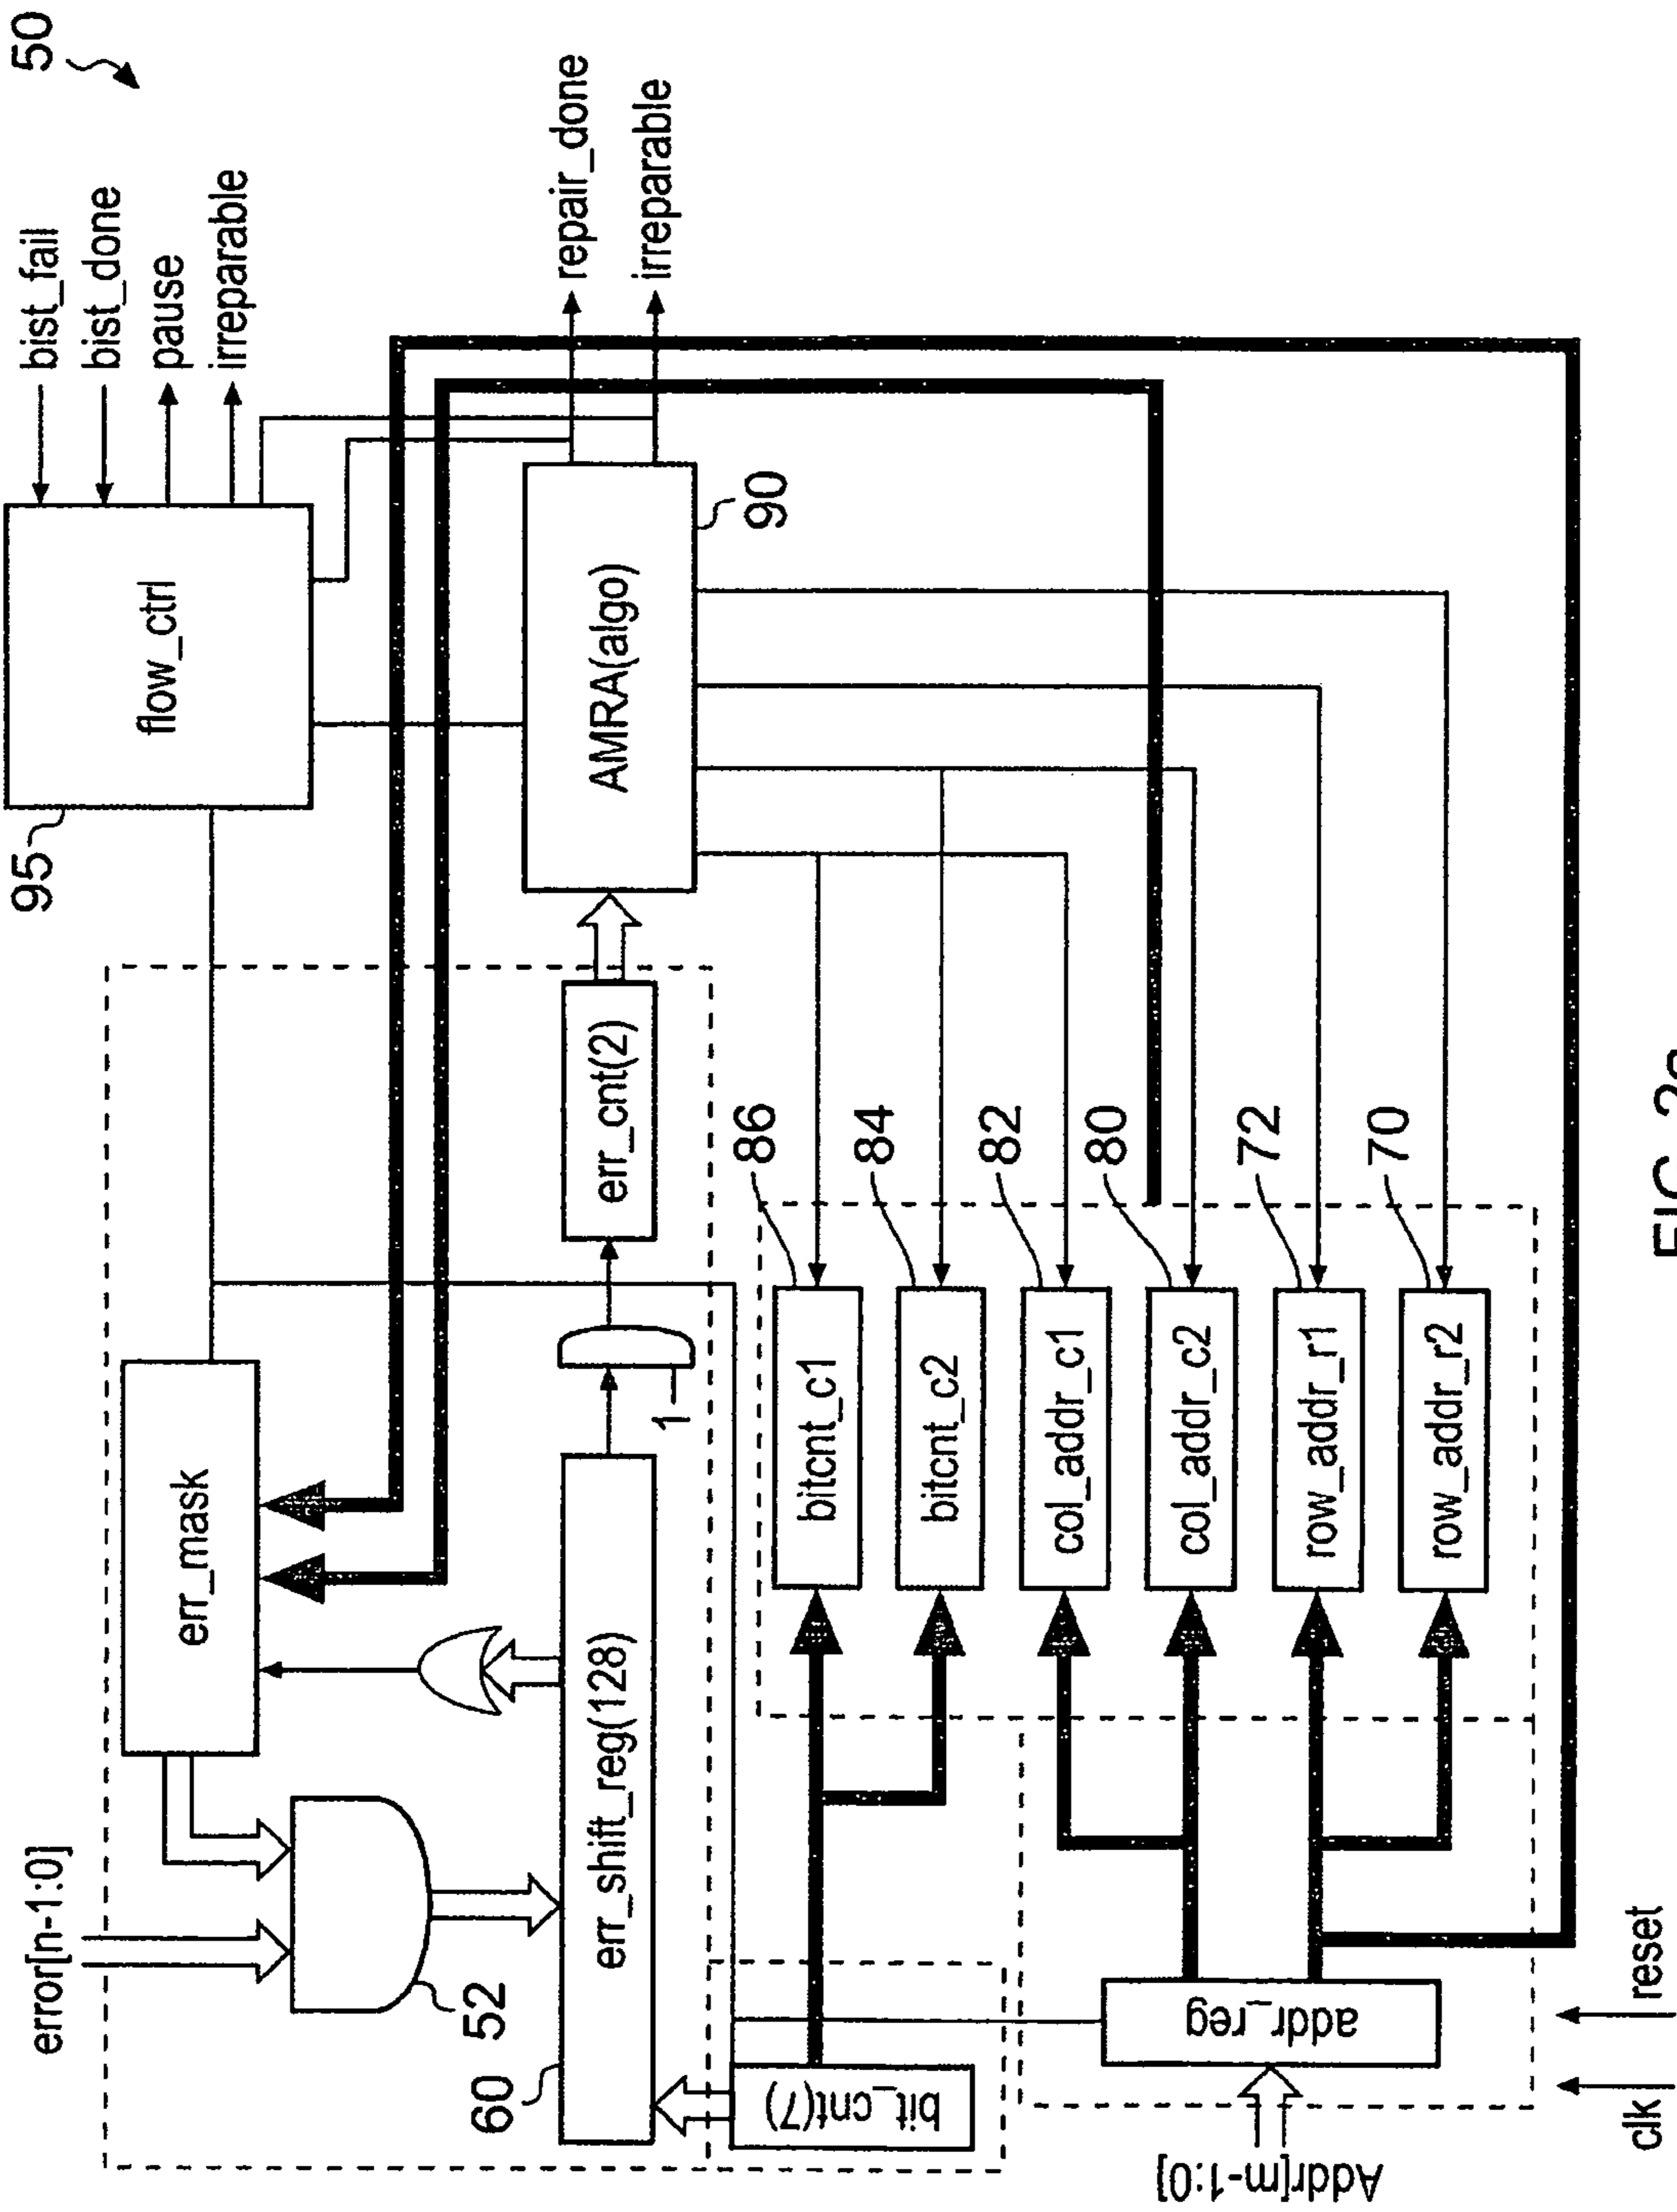 50
bist_fail
bist_done
pause
irreparable
95
flow_ctrl
repair_done
irreparable
90
AMRA(algo)
error[n-1:0]
err_mask
52
60
err_shift_reg(128)
1
err_cnt(2)
bit_cnt(7)
86
bitcnt_c1
84
bitcnt_c2
82
col_addr_c1
80
col_addr_c2
72
row_addr_r1
70
row_addr_r2
addr_reg
Addr[m-1:0]
clk
reset
FIG.